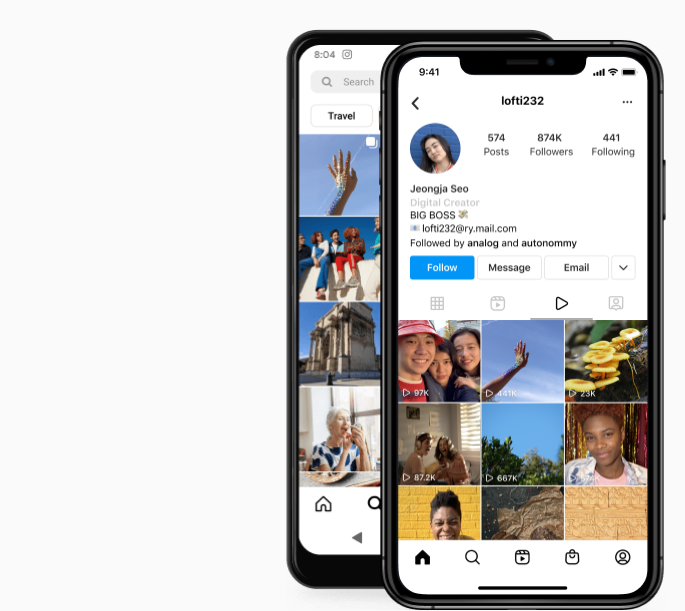 8:04
Search
Travel
9:41
lofti232
574 874K 441
Posts Followers Following
Jeongja Seo
Digital Creator
BIG BOSS 💸
📧 lofti232@ry.mail.com
Followed by analog and autonommy
Follow Message Email
97K 441K 23K
87.2K 667K